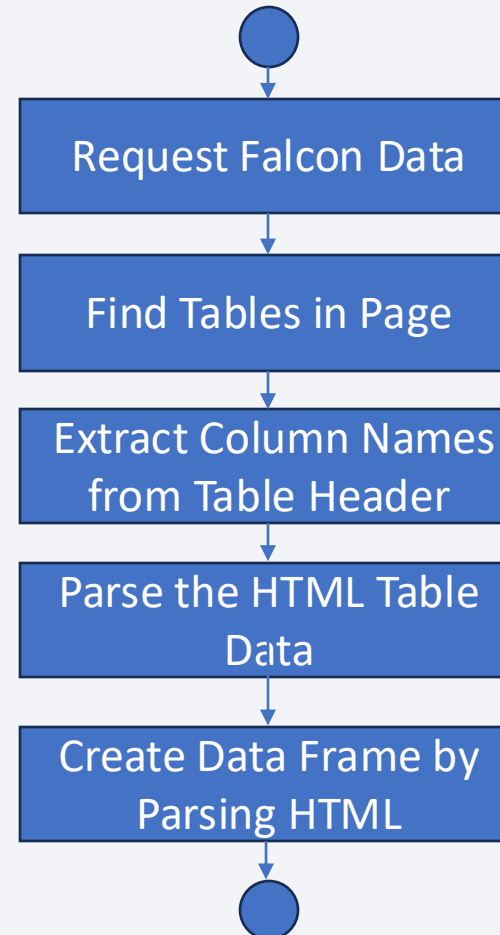 Request Falcon Data
Find Tables in Page
Extract Column Names
from Table Header
Parse the HTML Table
Data
Create Data Frame by
Parsing HTML